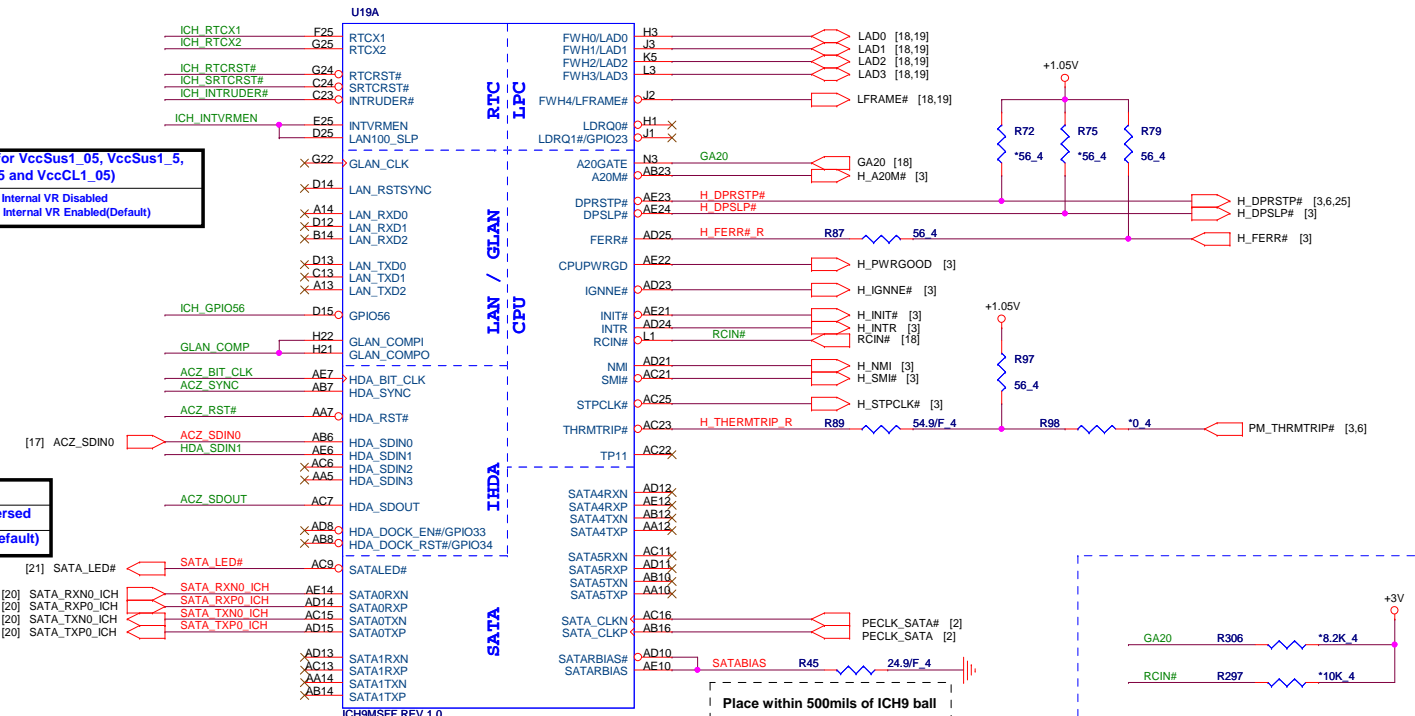 U19A
ICH_RTCX1 F25 RTCX1
ICH_RTCX2 G25 RTCX2
ICH_RTCRST# G24 RTCRST#
ICH_SRTCRST# C24 SRTCRST#
ICH_INTRUDER# C23 INTRUDER#
ICH_INTVRMEN E25 INTVRMEN
D25 LAN100_SLP
or VccSus1_05, VccSus1_5,
5 and VccCL1_05)
Internal VR Disabled
Internal VR Enabled(Default)
G22 GLAN_CLK
D14 LAN_RSTSYNC
A14 LAN_RXD0
D12 LAN_RXD1
B14 LAN_RXD2
D13 LAN_TXD0
C13 LAN_TXD1
A13 LAN_TXD2
ICH_GPIO56 D15 GPIO56
H22 GLAN_COMPI
GLAN_COMP H21 GLAN_COMPO
ACZ_BIT_CLK AE7 HDA_BIT_CLK
ACZ_SYNC AB7 HDA_SYNC
ACZ_RST# AA7 HDA_RST#
[17] ACZ_SDIN0 ACZ_SDIN0 AB6 HDA_SDIN0
HDA_SDIN1 AE6 HDA_SDIN1
AC6 HDA_SDIN2
AA5 HDA_SDIN3
ACZ_SDOUT AC7 HDA_SDOUT
ersed
efault)
AD8 HDA_DOCK_EN#/GPIO33
AB8 HDA_DOCK_RST#/GPIO34
[21] SATA_LED# SATA_LED# AC9 SATALED#
[20] SATA_RXN0_ICH SATA_RXN0_ICH AE14 SATA0RXN
[20] SATA_RXP0_ICH SATA_RXP0_ICH AD14 SATA0RXP
[20] SATA_TXN0_ICH SATA_TXN0_ICH AC15 SATA0TXN
[20] SATA_TXP0_ICH SATA_TXP0_ICH AD15 SATA0TXP
AD13 SATA1RXN
AC13 SATA1RXP
AA14 SATA1TXN
AB14 SATA1TXP
ICH9MSFF REV 1.0
RTC
LPC
LAN / GLAN
CPU
IHDA
SATA
FWH0/LAD0 H3 LAD0 [18,19]
FWH1/LAD1 J3 LAD1 [18,19]
FWH2/LAD2 K5 LAD2 [18,19]
FWH3/LAD3 L3 LAD3 [18,19]
FWH4/LFRAME# J2 LFRAME# [18,19]
LDRQ0# H1
LDRQ1#/GPIO23 J1
A20GATE N3 GA20 GA20 [18]
A20M# AB23 H_A20M# [3]
DPRSTP# AE23 H_DPRSTP# H_DPRSTP# [3,6,25]
DPSLP# AE24 H_DPSLP# H_DPSLP# [3]
FERR# AD25 H_FERR#_R R87 56_4 H_FERR# [3]
CPUPWRGD AE22 H_PWRGOOD [3]
IGNNE# AD23 H_IGNNE# [3]
INIT# AE21 H_INIT# [3]
INTR AD24 H_INTR [3]
RCIN# L1 RCIN# RCIN# [18]
NMI AD21 H_NMI [3]
SMI# AC21 H_SMI# [3]
STPCLK# AC25 H_STPCLK# [3]
THRMTRIP# AC23 H_THERMTRIP_R R89 54.9/F_4 R98 *0_4 PM_THRMTRIP# [3,6]
TP11 AC22
SATA4RXN AD12
SATA4RXP AE12
SATA4TXN AB12
SATA4TXP AA12
SATA5RXN AC11
SATA5RXP AD11
SATA5TXN AB10
SATA5TXP AA10
SATA_CLKN AC16 PECLK_SATA# [2]
SATA_CLKP AB16 PECLK_SATA [2]
SATARBIAS# AD10
SATARBIAS AE10 SATABIAS R45 24.9/F_4
Place within 500mils of ICH9 ball
+1.05V
R72 R75 R79
*56_4 *56_4 56_4
+1.05V
R97
56_4
+3V
GA20 R306 *8.2K_4
RCIN# R297 *10K_4